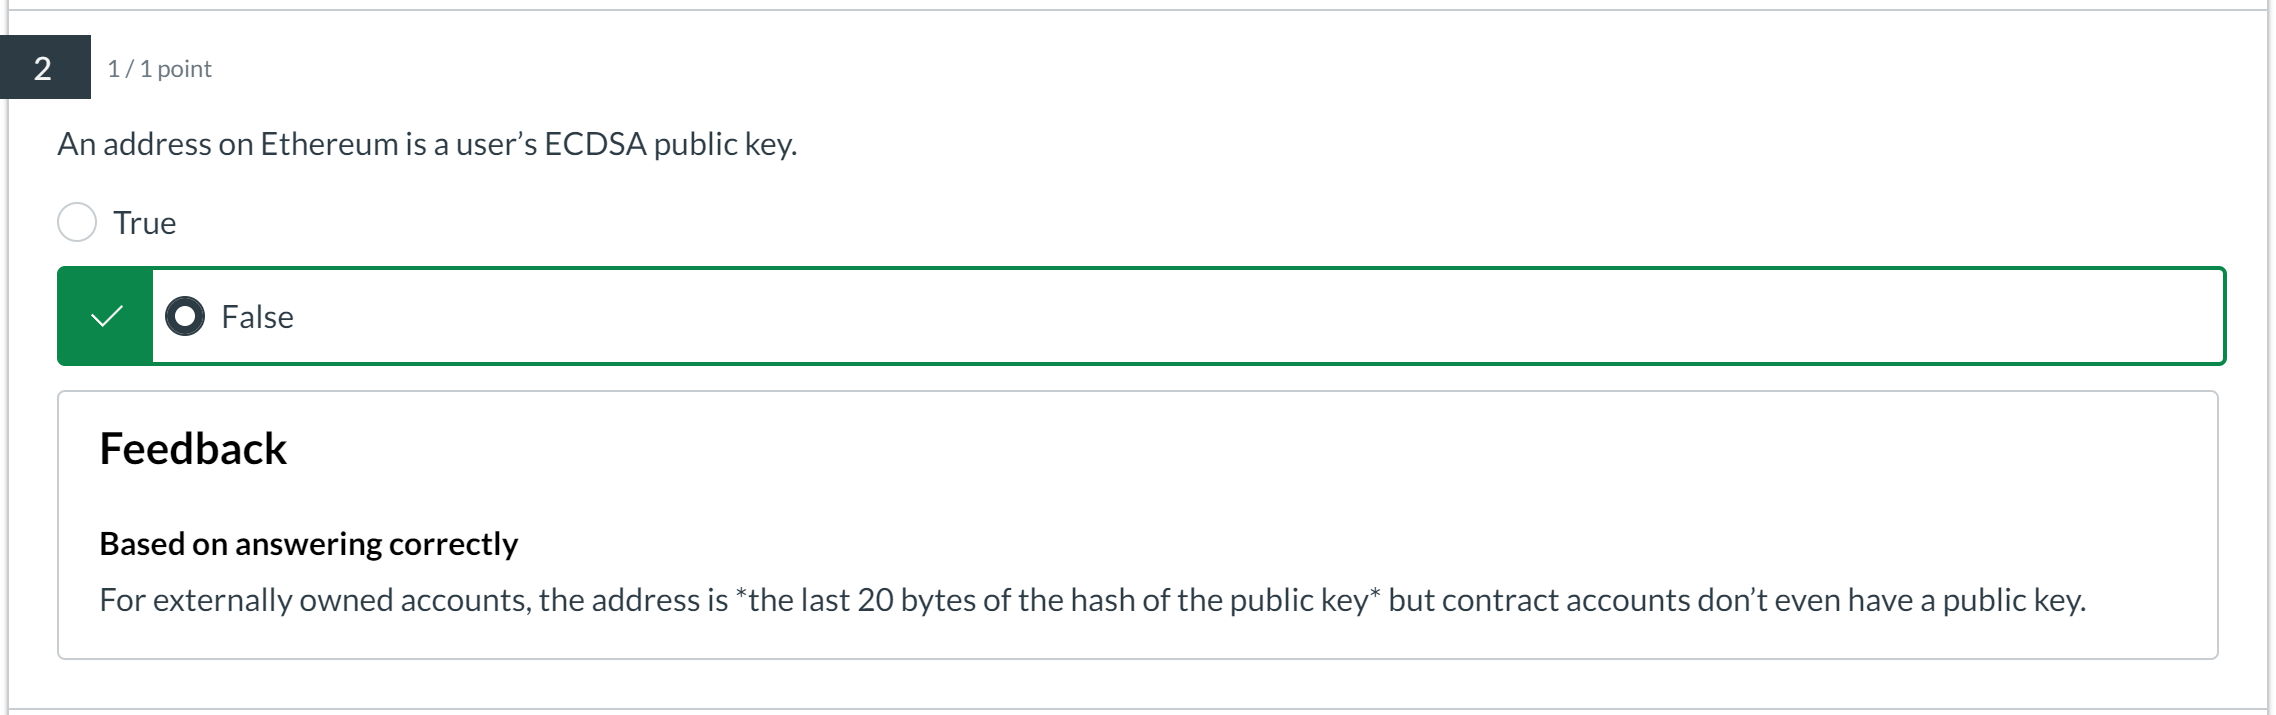 2
1 / 1 point
An address on Ethereum is a user’s ECDSA public key.
True
False
Feedback
Based on answering correctly
For externally owned accounts, the address is *the last 20 bytes of the hash of the public key* but contract accounts don’t even have a public key.